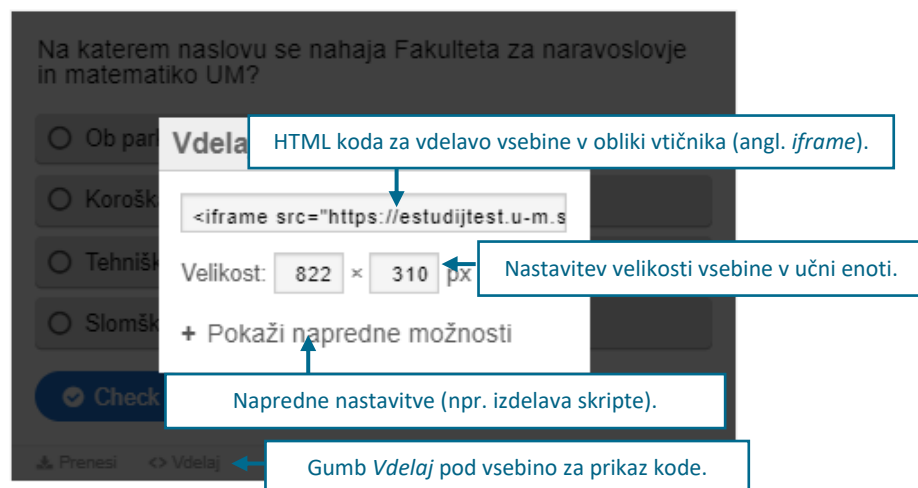 Na katerem naslovu se nahaja Fakulteta za naravoslovje
in matematiko UM?
Ob
Vdela
HTML koda za vdelavo vsebine v obliki vtičnika (angl. iframe).
Korošk
<iframe src="https://estudijtest.u-m.s
Tehnišk
Velikost: 822 × 310 px
Nastavitev velikosti vsebine v učni enoti.
Slomšk
+ Pokaži napredne možnosti
Check
Napredne nastavitve (npr. izdelava skripte).
Prenesi <> Vdelaj
Gumb Vdelaj pod vsebino za prikaz kode.